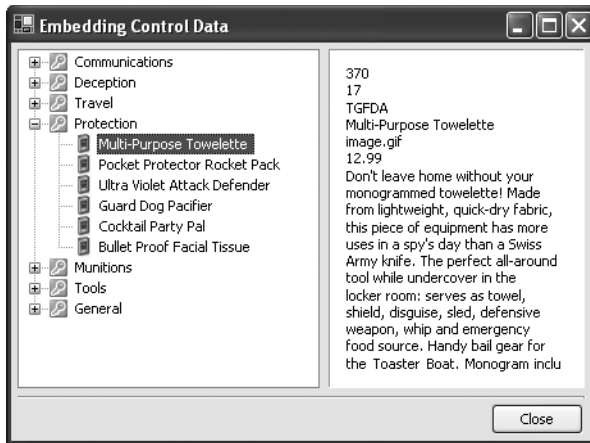 Embedding Control Data
Communications
Deception
Travel
Protection
Multi-Purpose Towelette
Pocket Protector Rocket Pack
Ultra Violet Attack Defender
Guard Dog Pacifier
Cocktail Party Pal
Bullet Proof Facial Tissue
Munitions
Tools
General
370
17
TGFDA
Multi-Purpose Towelette
image.gif
12.99
Don't leave home without your
monogrammed towelette! Made
from lightweight, quick-dry fabric,
this piece of equipment has more
uses in a spy's day than a Swiss
Army knife. The perfect all-around
tool while undercover in the
locker room: serves as towel,
shield, disguise, sled, defensive
weapon, whip and emergency
food source. Handy bail gear for
the Toaster Boat. Monogram inclu
Close